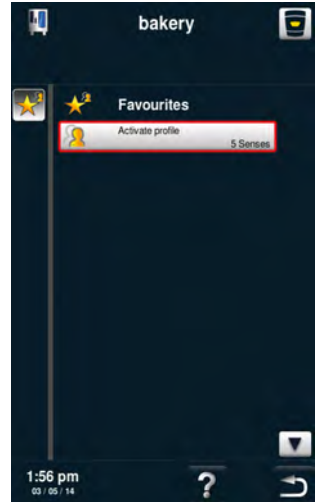 bakery
Favourites
Activate profile
5 Senses
1:56 pm
03 / 05 / 14
?